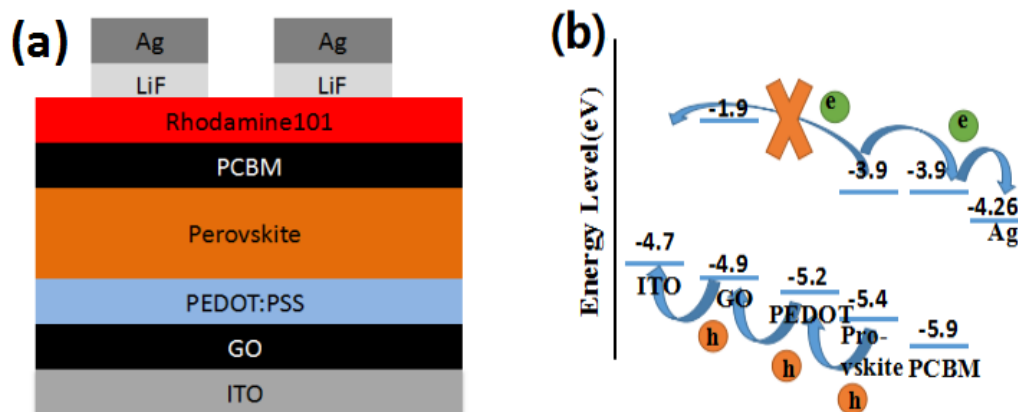 (a)
Ag Ag
LiF LiF
Rhodamine101
PCBM
Perovskite
PEDOT:PSS
GO
ITO
(b)
Energy Level(eV)
-1.9
e
e
-3.9
-3.9
-4.26
Ag
-4.7
ITO
-4.9
GO
-5.2
PEDOT
-5.4
Pro-
vskite
-5.9
PCBM
h
h
h